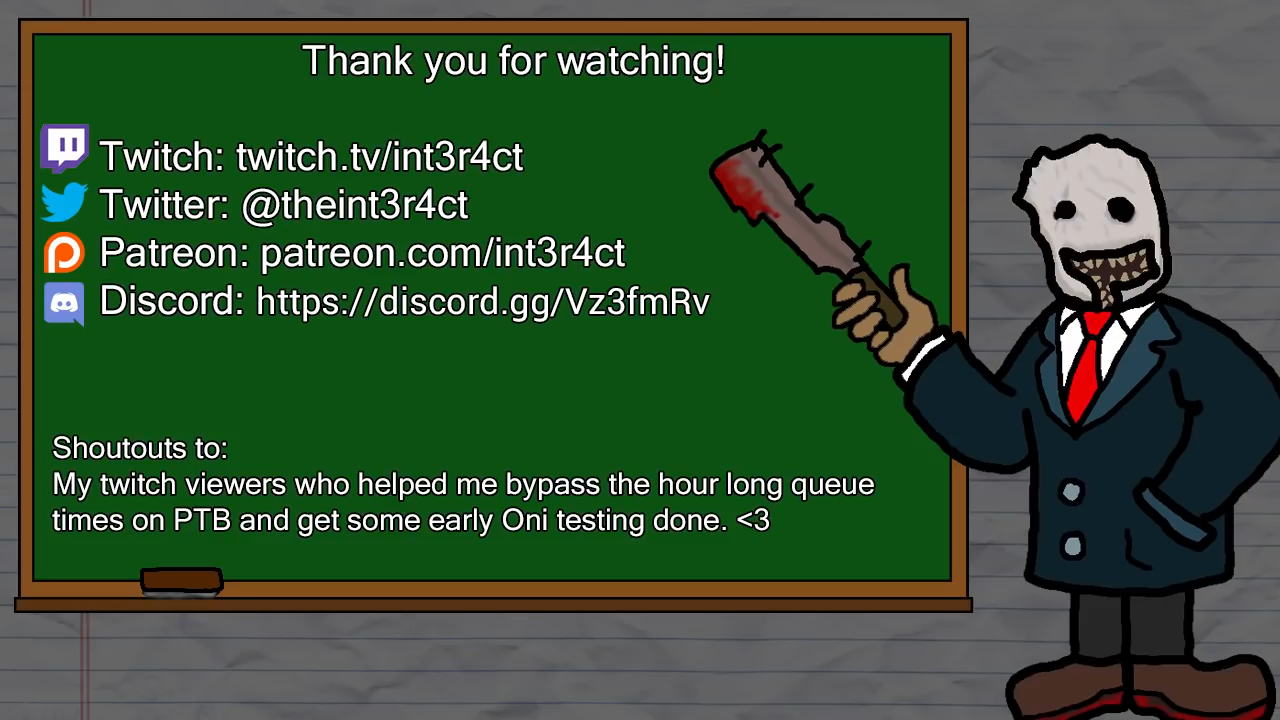 Thank you for watching!
Twitch: twitch.tv/int3r4ct
Twitter: @theint3r4ct
Patreon: patreon.com/int3r4ct
Discord: https://discord.gg/Vz3fmRv
Shoutouts to:
My twitch viewers who helped me bypass the hour long queue
times on PTB and get some early Oni testing done. <3